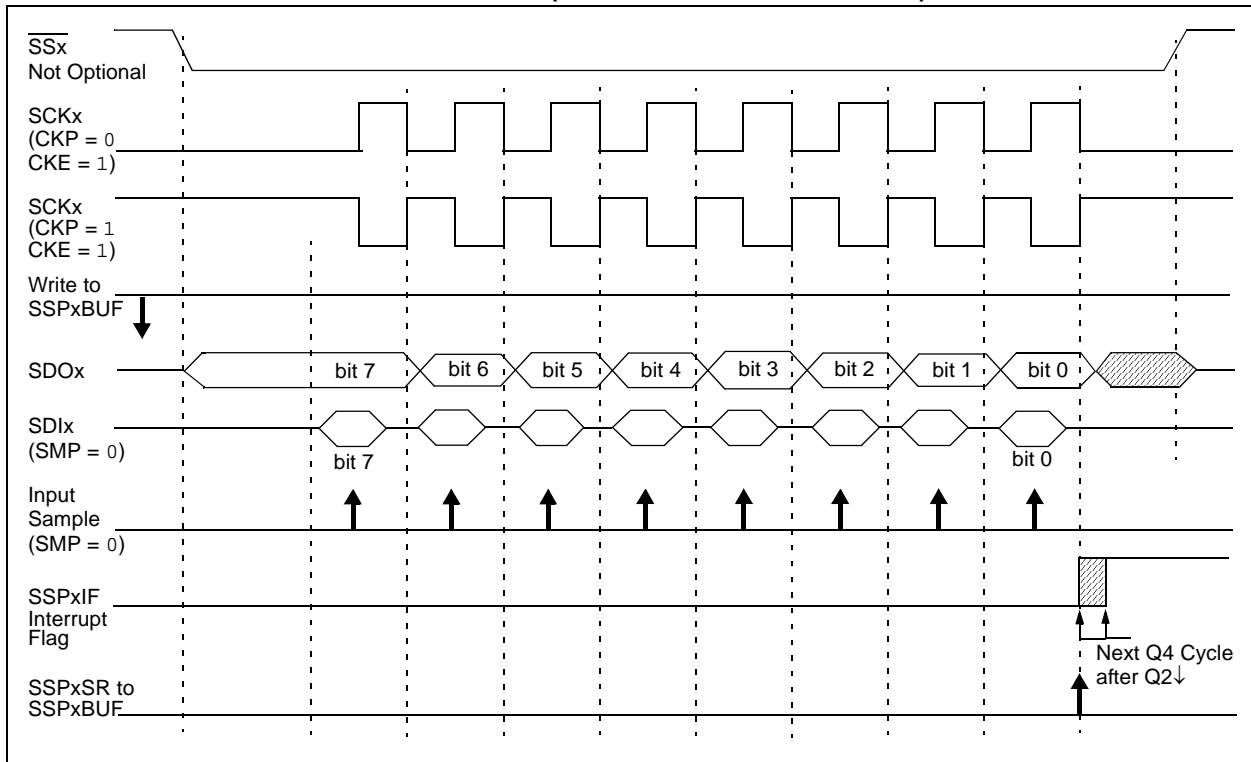 SSx
Not Optional
SCKx
(CKP = 0
CKE = 1)
SCKx
(CKP = 1
CKE = 1)
Write to
SSPxBUF
SDOx
bit 7
bit 6
bit 5
bit 4
bit 3
bit 2
bit 1
bit 0
SDIx
(SMP = 0)
bit 7
bit 0
Input
Sample
(SMP = 0)
SSPxIF
Interrupt
Flag
Next Q4 Cycle
after Q2↓
SSPxSR to
SSPxBUF